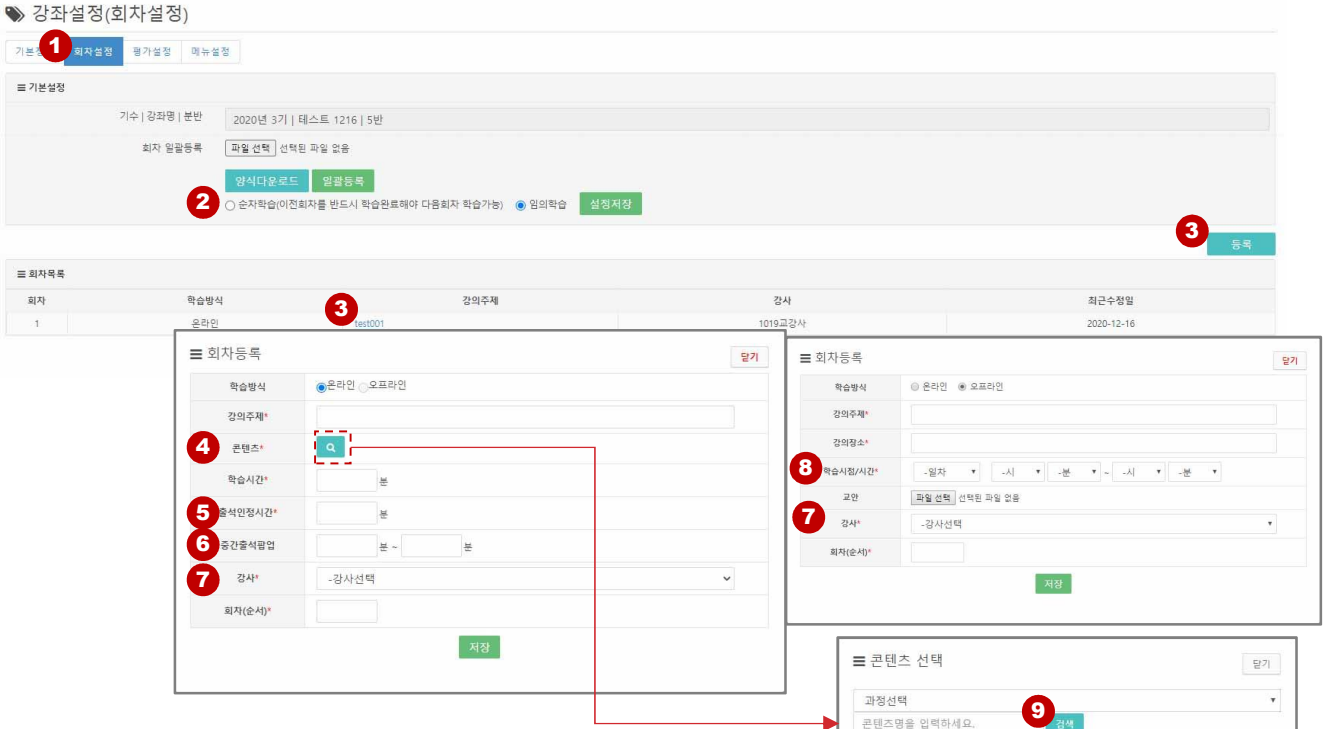 강좌설정(회차설정)
1 회차설정 평가설정 메뉴설정
기본설정
기수 | 강좌명 | 분반 2020년 3기 | 테스트 1216 | 5반
회차 일괄등록 파일 선택 선택된 파일 없음
양식다운로드 일괄등록
2 순차학습(이전회차를 반드시 학습완료해야 다음회차 학습가능) 임의학습 설정저장
3 등록
회차목록
회차 학습방식 강의주제 강사 최근수정일
3
1 온라인 test001 1019교강사 2020-12-16
회차등록 닫기
학습방식 온라인 오프라인
강의주제*
4 콘텐츠*
학습시간* 분
5 출석인정시간* 분
6 중간출석팝업 분 ~ 분
7 강사* -강사선택
회차(순서)*
저장
회차등록 닫기
학습방식 온라인 오프라인
강의주제*
강의장소*
8 학습시점/시간* -일차 -시 -분 ~ -시 -분
교안 파일 선택 선택된 파일 없음
7 강사* -강사선택
회차(순서)*
저장
콘텐츠 선택 닫기
과정선택
콘텐츠명을 입력하세요. 9 검색